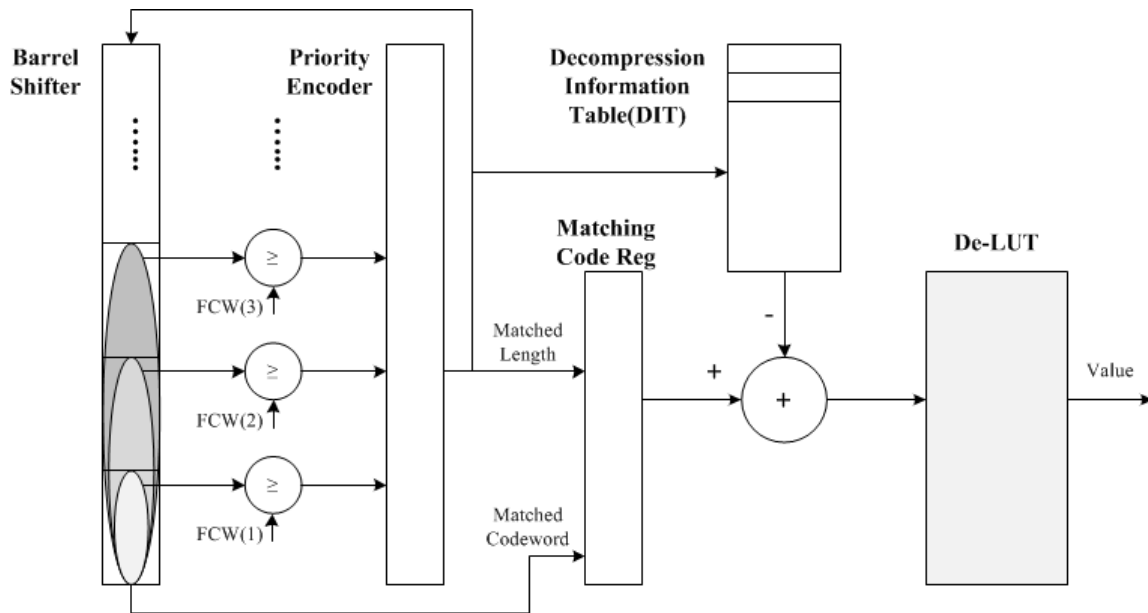 Barrel
Shifter
Priority
Encoder
Decompression
Information
Table(DIT)
≥
FCW(3)
≥
FCW(2)
≥
FCW(1)
Matched
Length
Matched
Codeword
Matching
Code Reg
-
+
+
De-LUT
Value